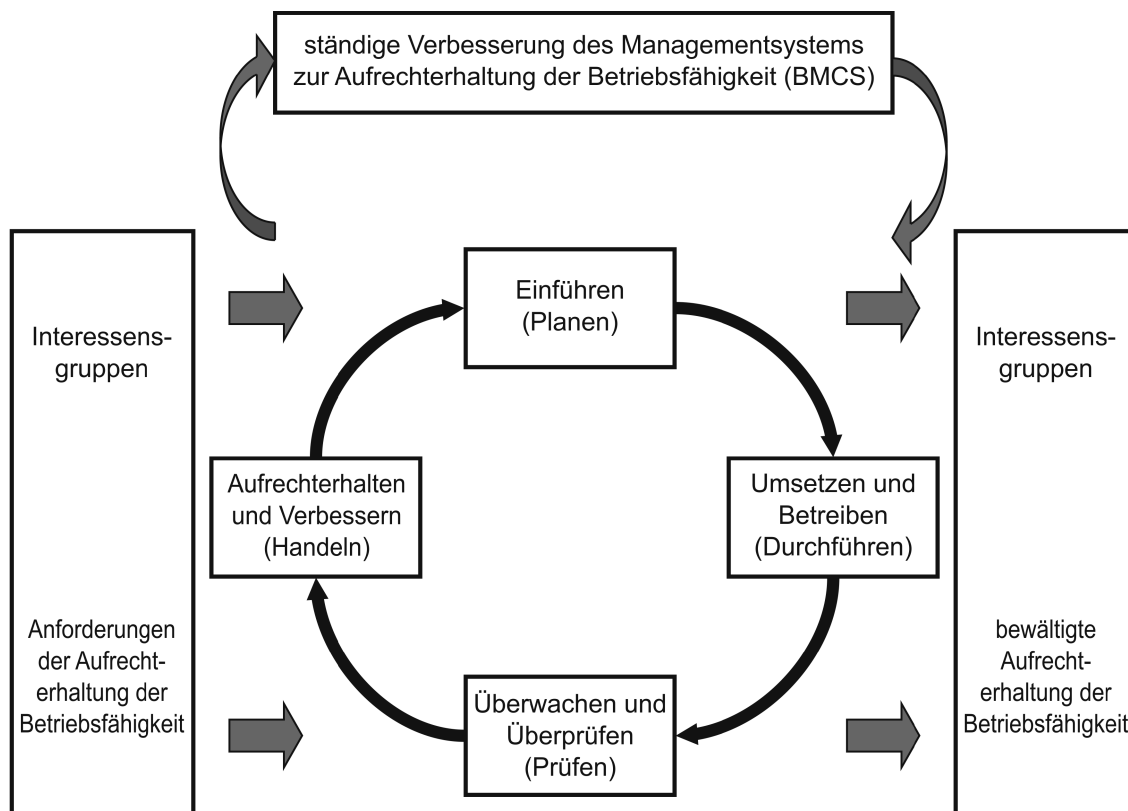 ständige Verbesserung des Managementsystems
zur Aufrechterhaltung der Betriebsfähigkeit (BMCS)
Interessens-
gruppen
Anforderungen
der Aufrecht-
erhaltung der
Betriebsfähigkeit
Einführen
(Planen)
Aufrechterhalten
und Verbessern
(Handeln)
Umsetzen und
Betreiben
(Durchführen)
Überwachen und
Überprüfen
(Prüfen)
Interessens-
gruppen
bewältigte
Aufrecht-
erhaltung der
Betriebsfähigkeit